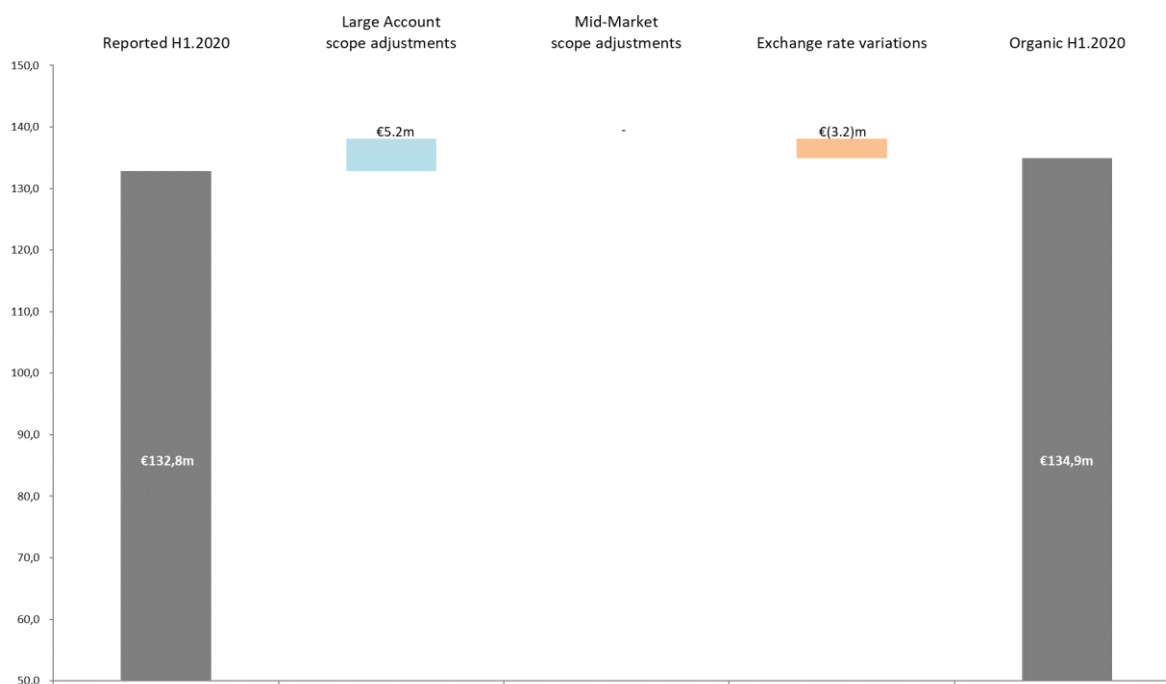 Large Account
Mid-Market
Reported H1.2020
scope adjustments
scope adjustments
Exchange rate variations
Organic H1.2020
150,0
140,0
€5.2m
-
€(3.2)m
130,0
120,0
110,0
100,0
90,0
€132,8m
€134,9m
80,0
70,0
60,0
50,0